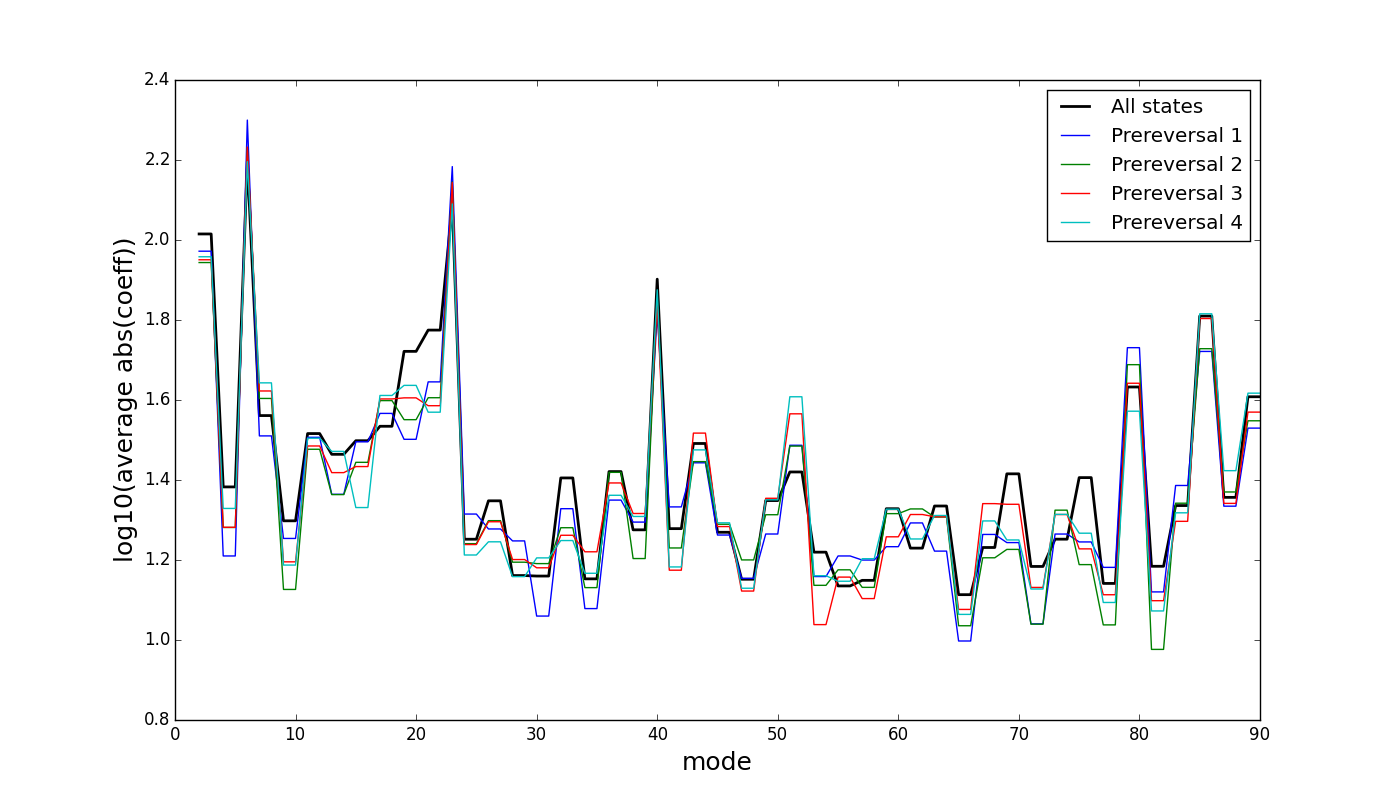 2.4
2.2
2.0
1.8
1.6
1.4
1.2
1.0
0.8
log10(average abs(coeff))
All states
Prereversal 1
Prereversal 2
Prereversal 3
Prereversal 4
0 10 20 30 40 50 60 70 80 90
mode